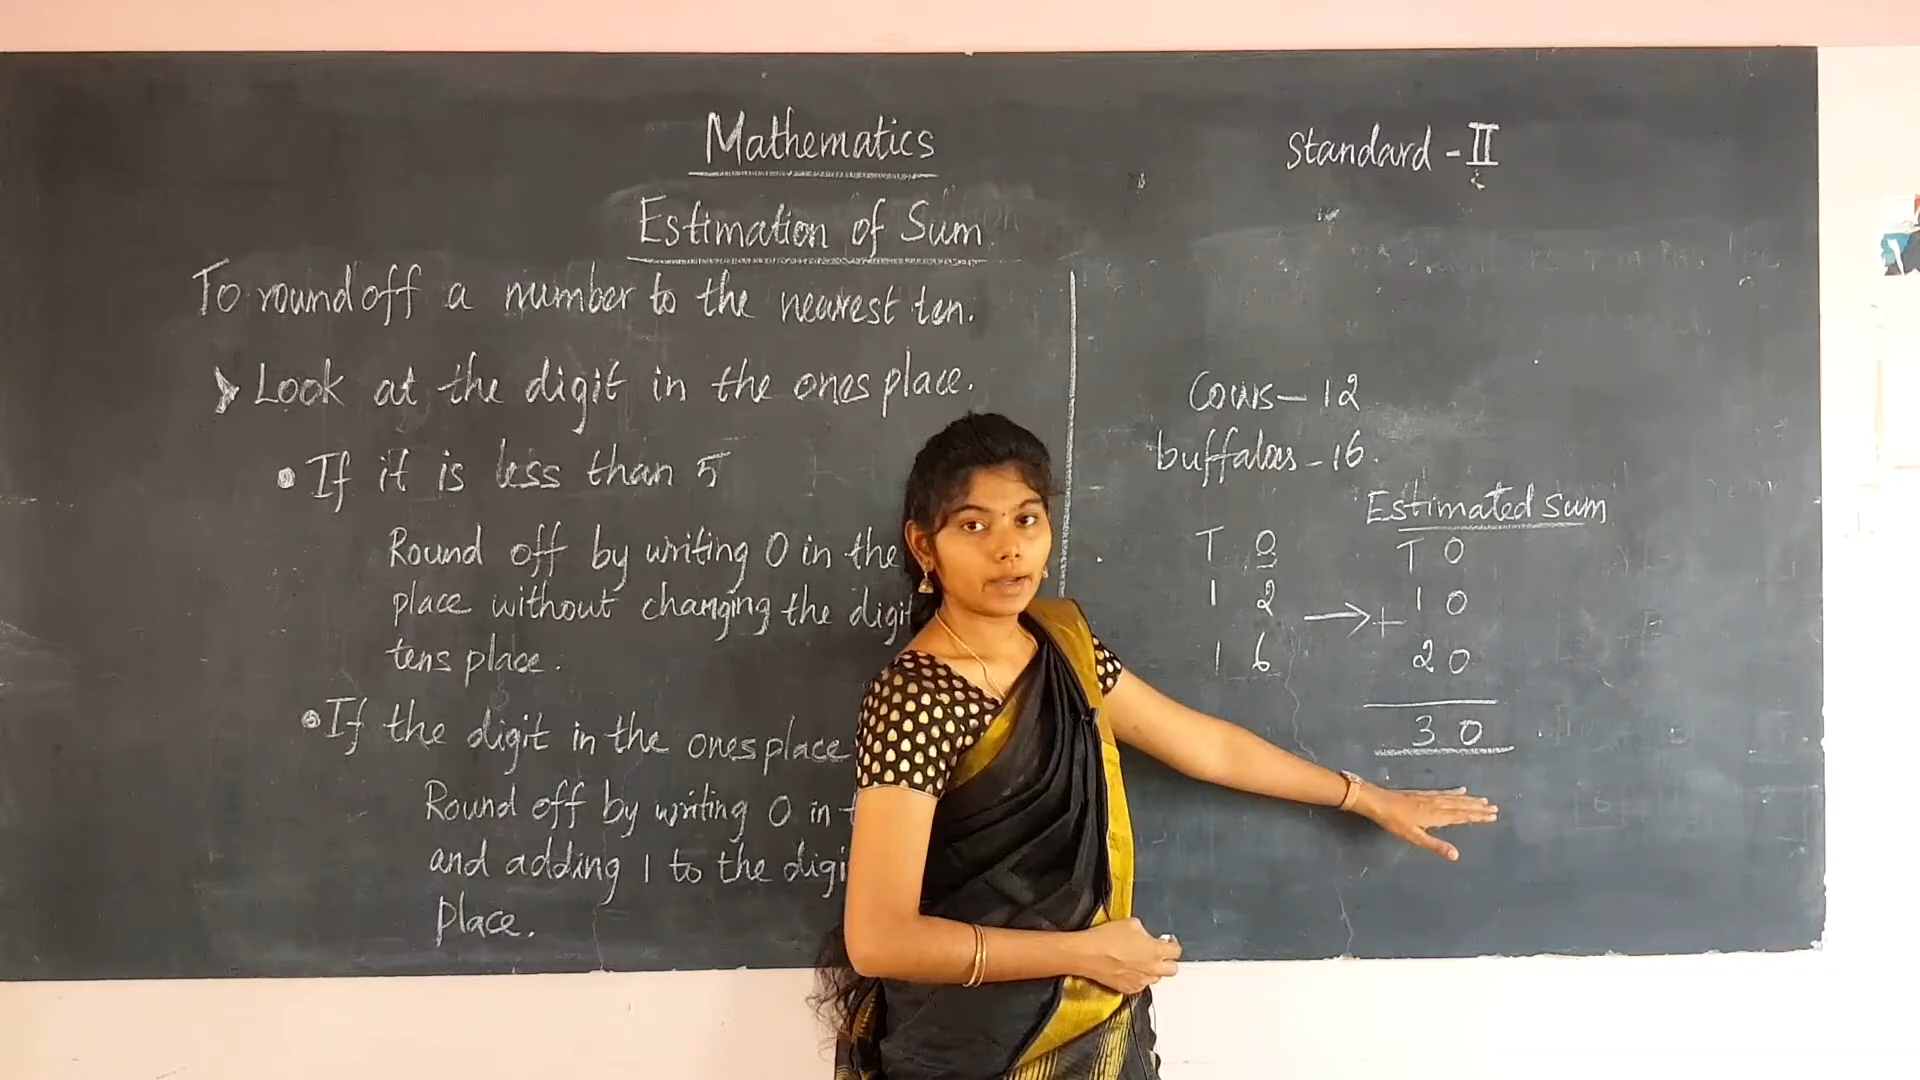 Mathematics
Standard - II
Estimation of Sum
To round off a number to the nearest ten.
Look at the digit in the ones place.
If it is less than 5
Round off by writing 0 in the
place without changing the digit
tens place.
If the digit in the ones place
Round off by writing 0 in
and adding 1 to the
place.
Cows - 12
buffaloes - 16.
Estimated Sum
T O
1 2
1 6
T O
→ + 1 0
2 0
3 0